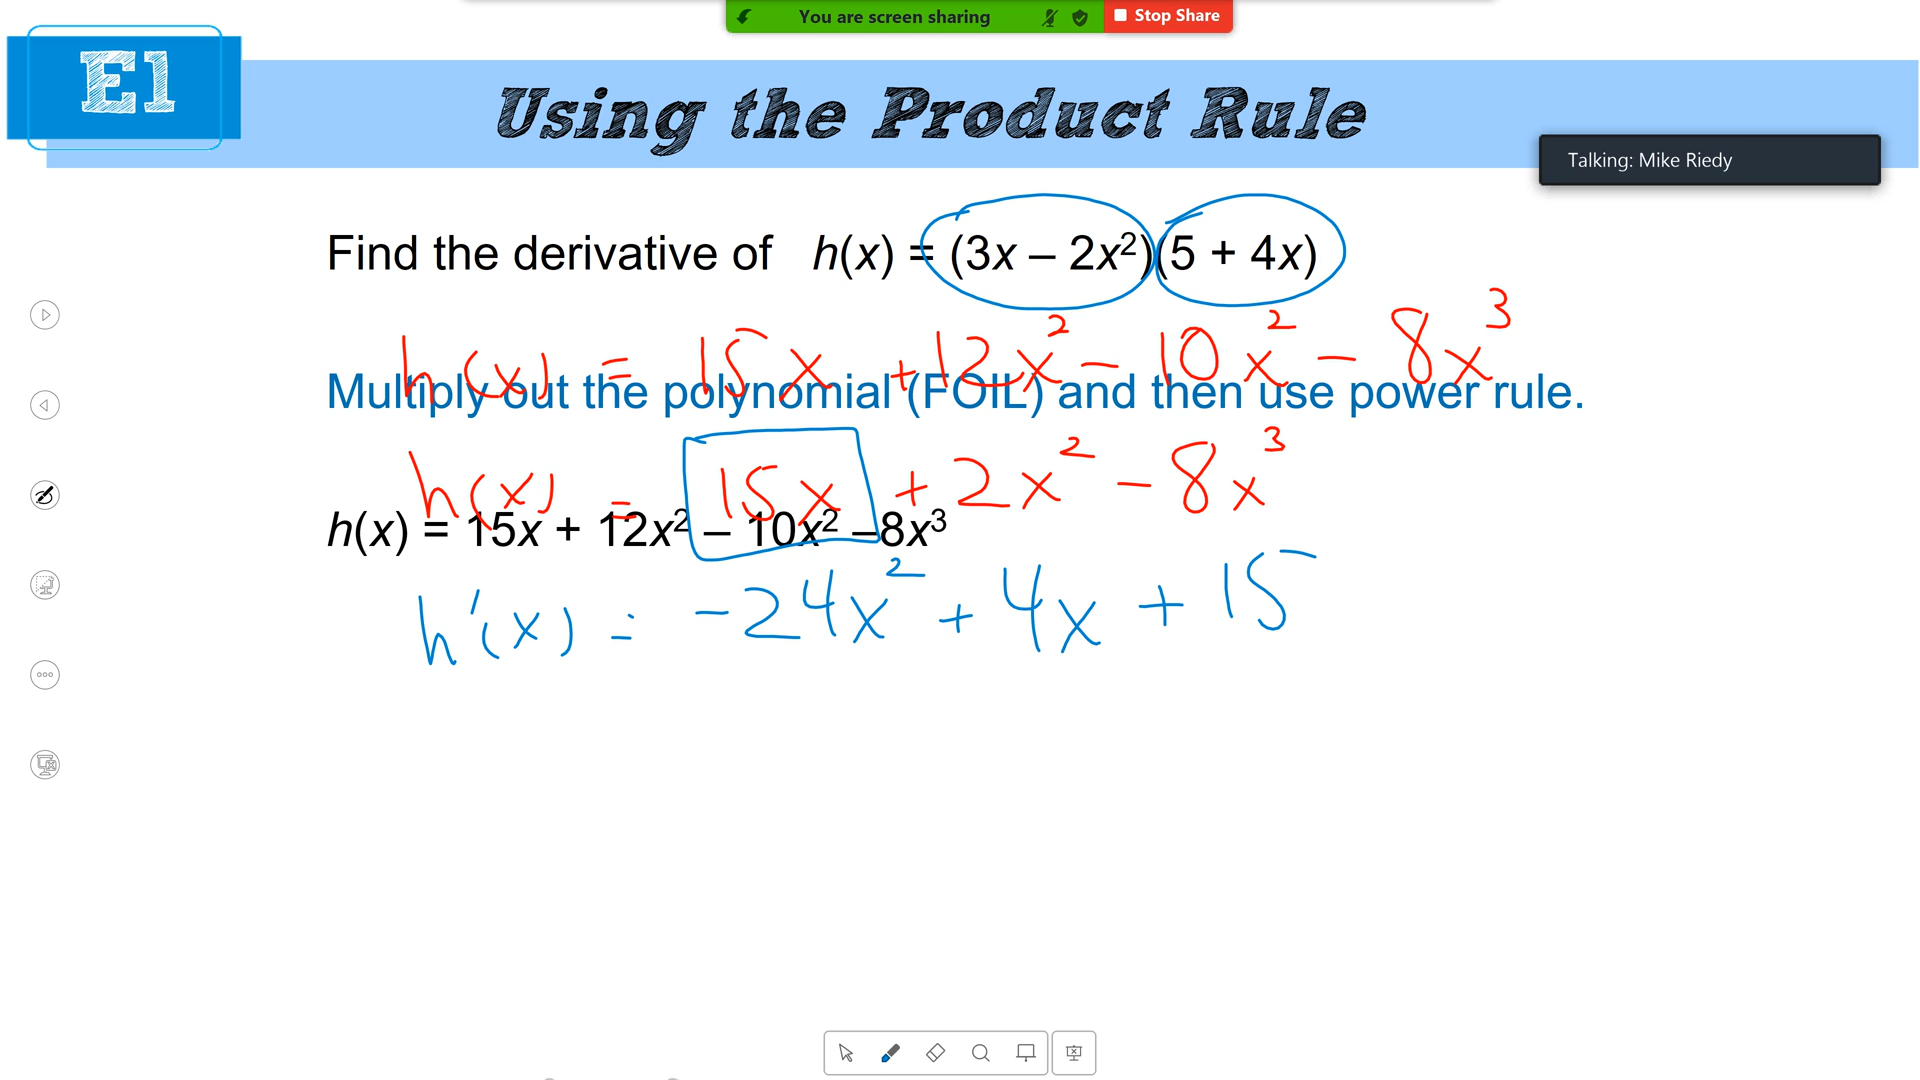 You are screen sharing Stop Share
E1
Using the Product Rule
Talking: Mike Riedy
Find the derivative of h(x) = (3x – 2x²)(5 + 4x)
h(x) = 15x + 12x² – 10x² – 8x³
Multiply out the polynomial (FOIL) and then use power rule.
h(x) = 15x + 2x² – 8x³
h(x) = 15x + 12x² – 10x² –8x³
h'(x) = -24x² + 4x + 15